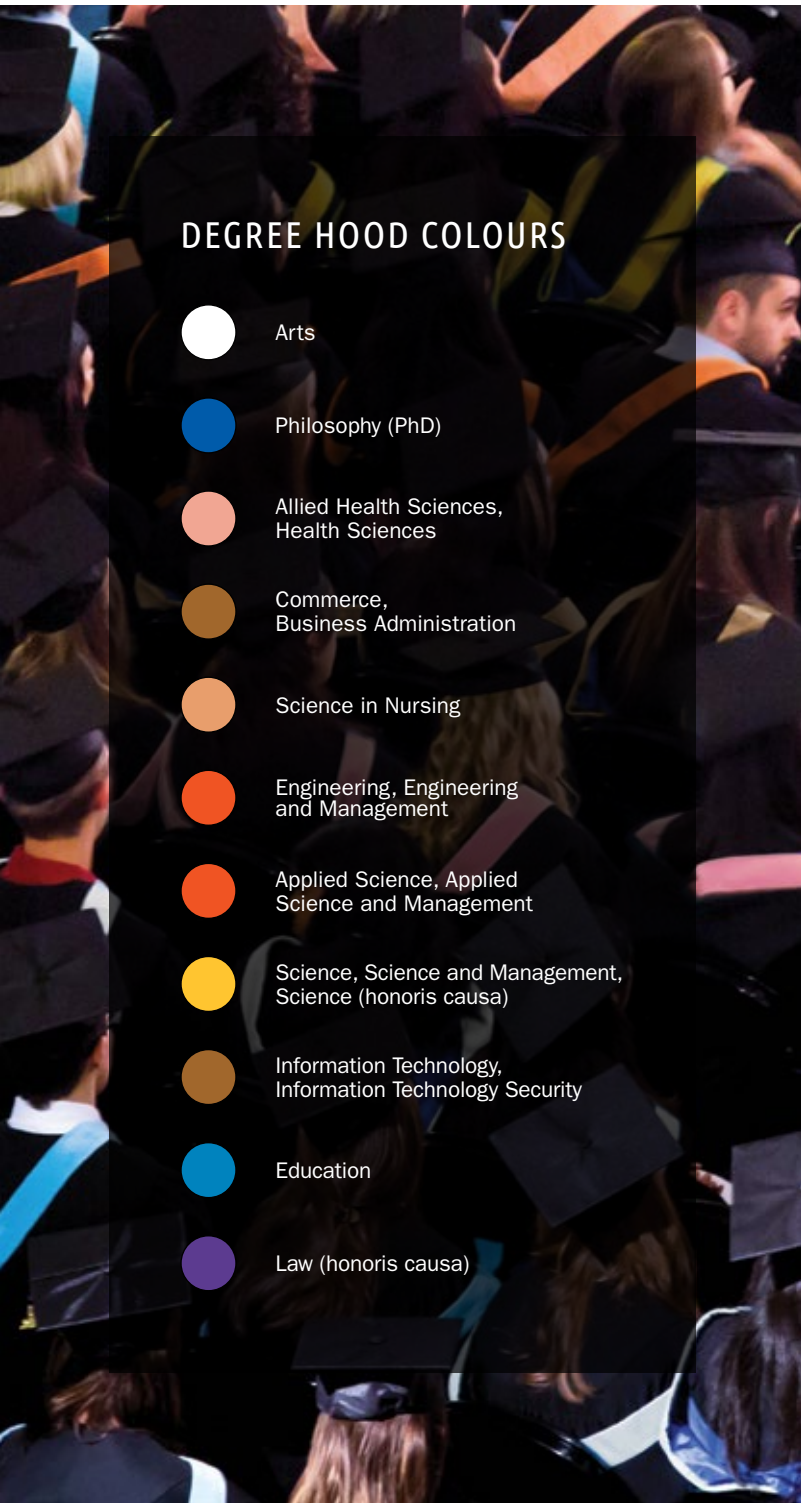 DEGREE HOOD COLOURS
Arts
Philosophy (PhD)
Allied Health Sciences,
Health Sciences
Commerce,
Business Administration
Science in Nursing
Engineering, Engineering
and Management
Applied Science, Applied
Science and Management
Science, Science and Management,
Science (honoris causa)
Information Technology,
Information Technology Security
Education
Law (honoris causa)